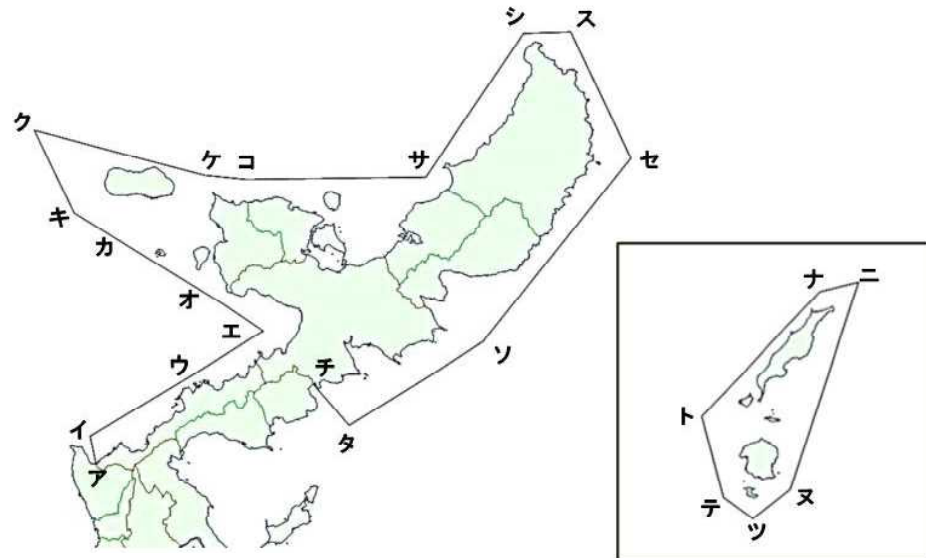 シ ス
ク
ケ コ サ セ
キ
カ
オ
エ
ウ チ ソ
イ タ
ア
ナ ニ
ト
テ ヌ
ツ